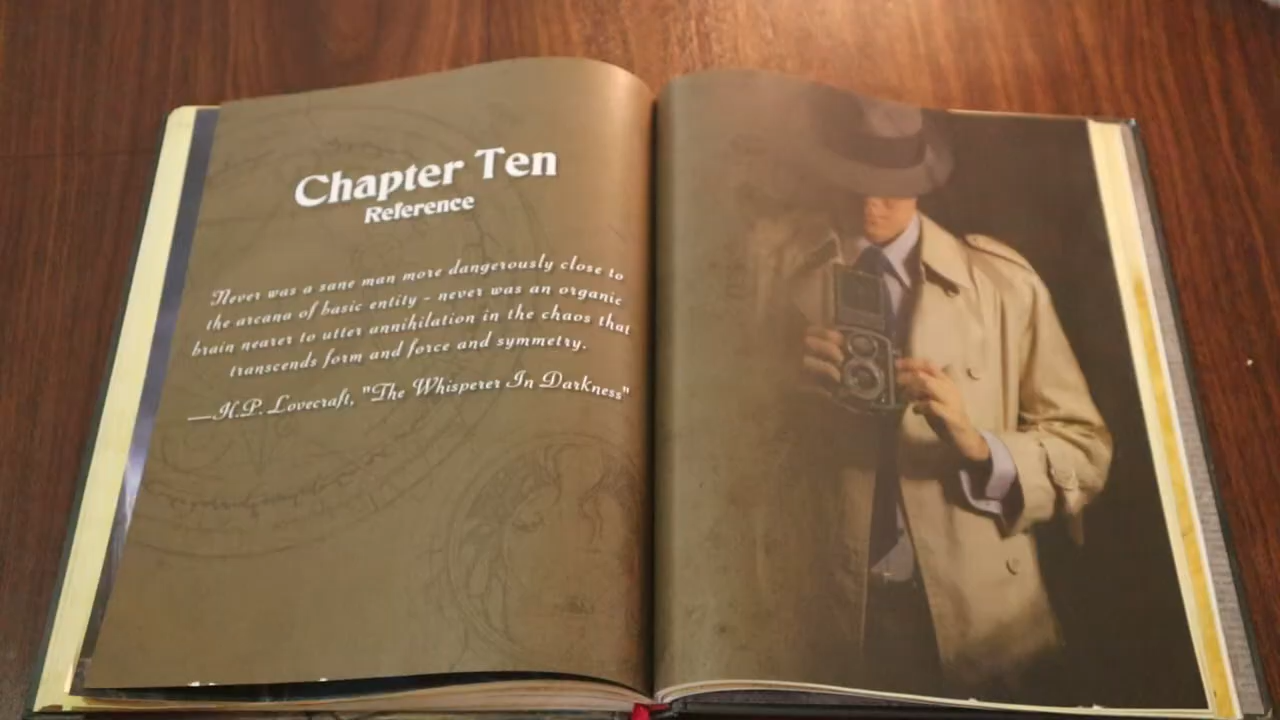 Chapter Ten
Reference
Never was a sane man more dangerously close to
the arcana of basic entity - never was an organic
brain nearer to utter annihilation in the chaos that
transcends form and force and symmetry.
—H.P. Lovecraft, "The Whisperer In Darkness"